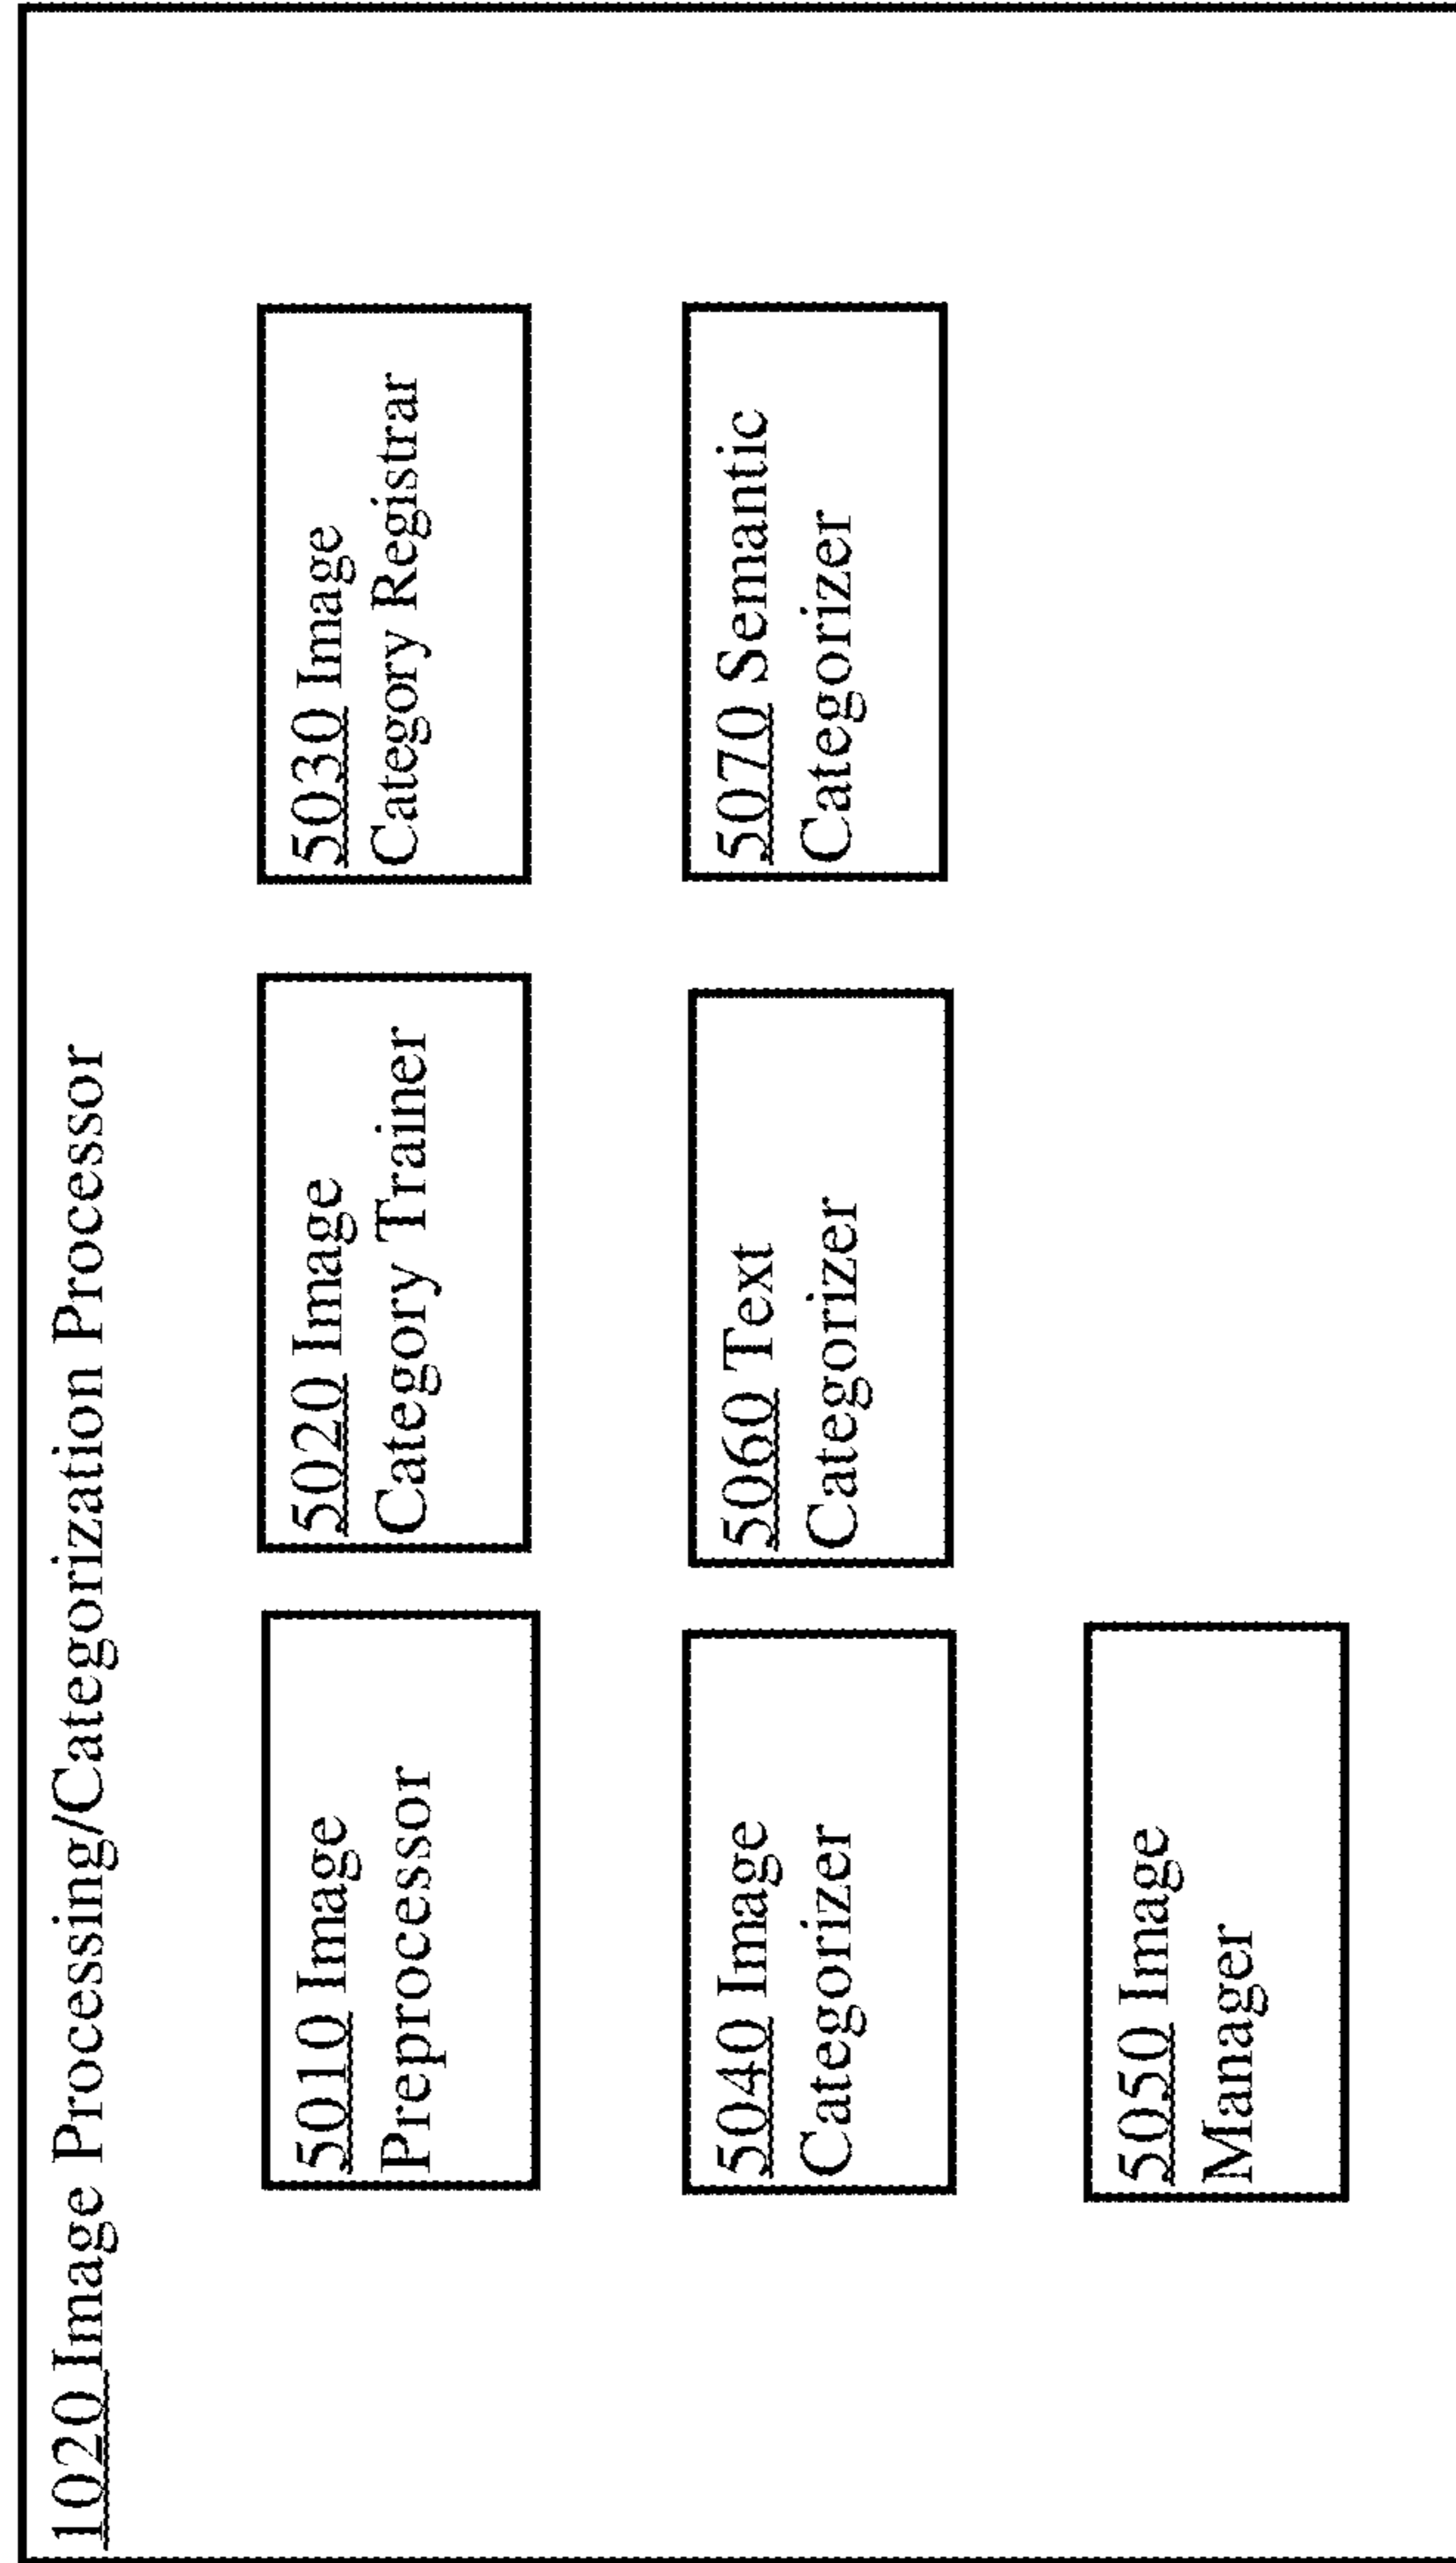 1020 Image Processing/Categorization Processor
5010 Image
Preprocessor
5020 Image
Category Trainer
5030 Image
Category Registrar
5040 Image
Categorizer
5060 Text
Categorizer
5070 Semantic
Categorizer
5050 Image
Manager